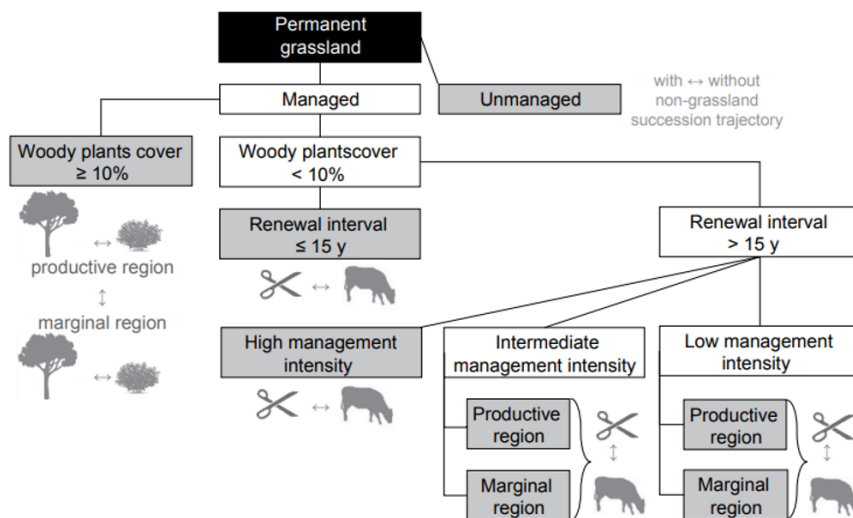 Permanent
grassland
Managed
Unmanaged
with ↔ without
non-grassland
succession trajectory
Woody plants cover
≥ 10%
Woody plantscover
< 10%
productive region
marginal region
Renewal interval
≤ 15 y
Renewal interval
> 15 y
High management
intensity
Intermediate
management intensity
Low management
intensity
Productive
region
Marginal
region
Productive
region
Marginal
region